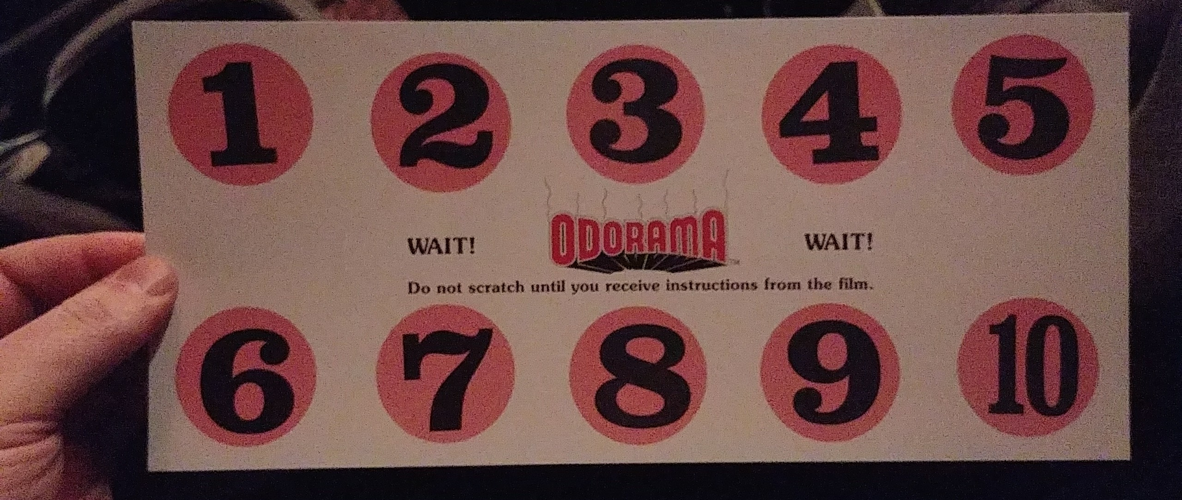 1 2 3 4 5
WAIT! ODORAMA™ WAIT!
Do not scratch until you receive instructions from the film.
6 7 8 9 10